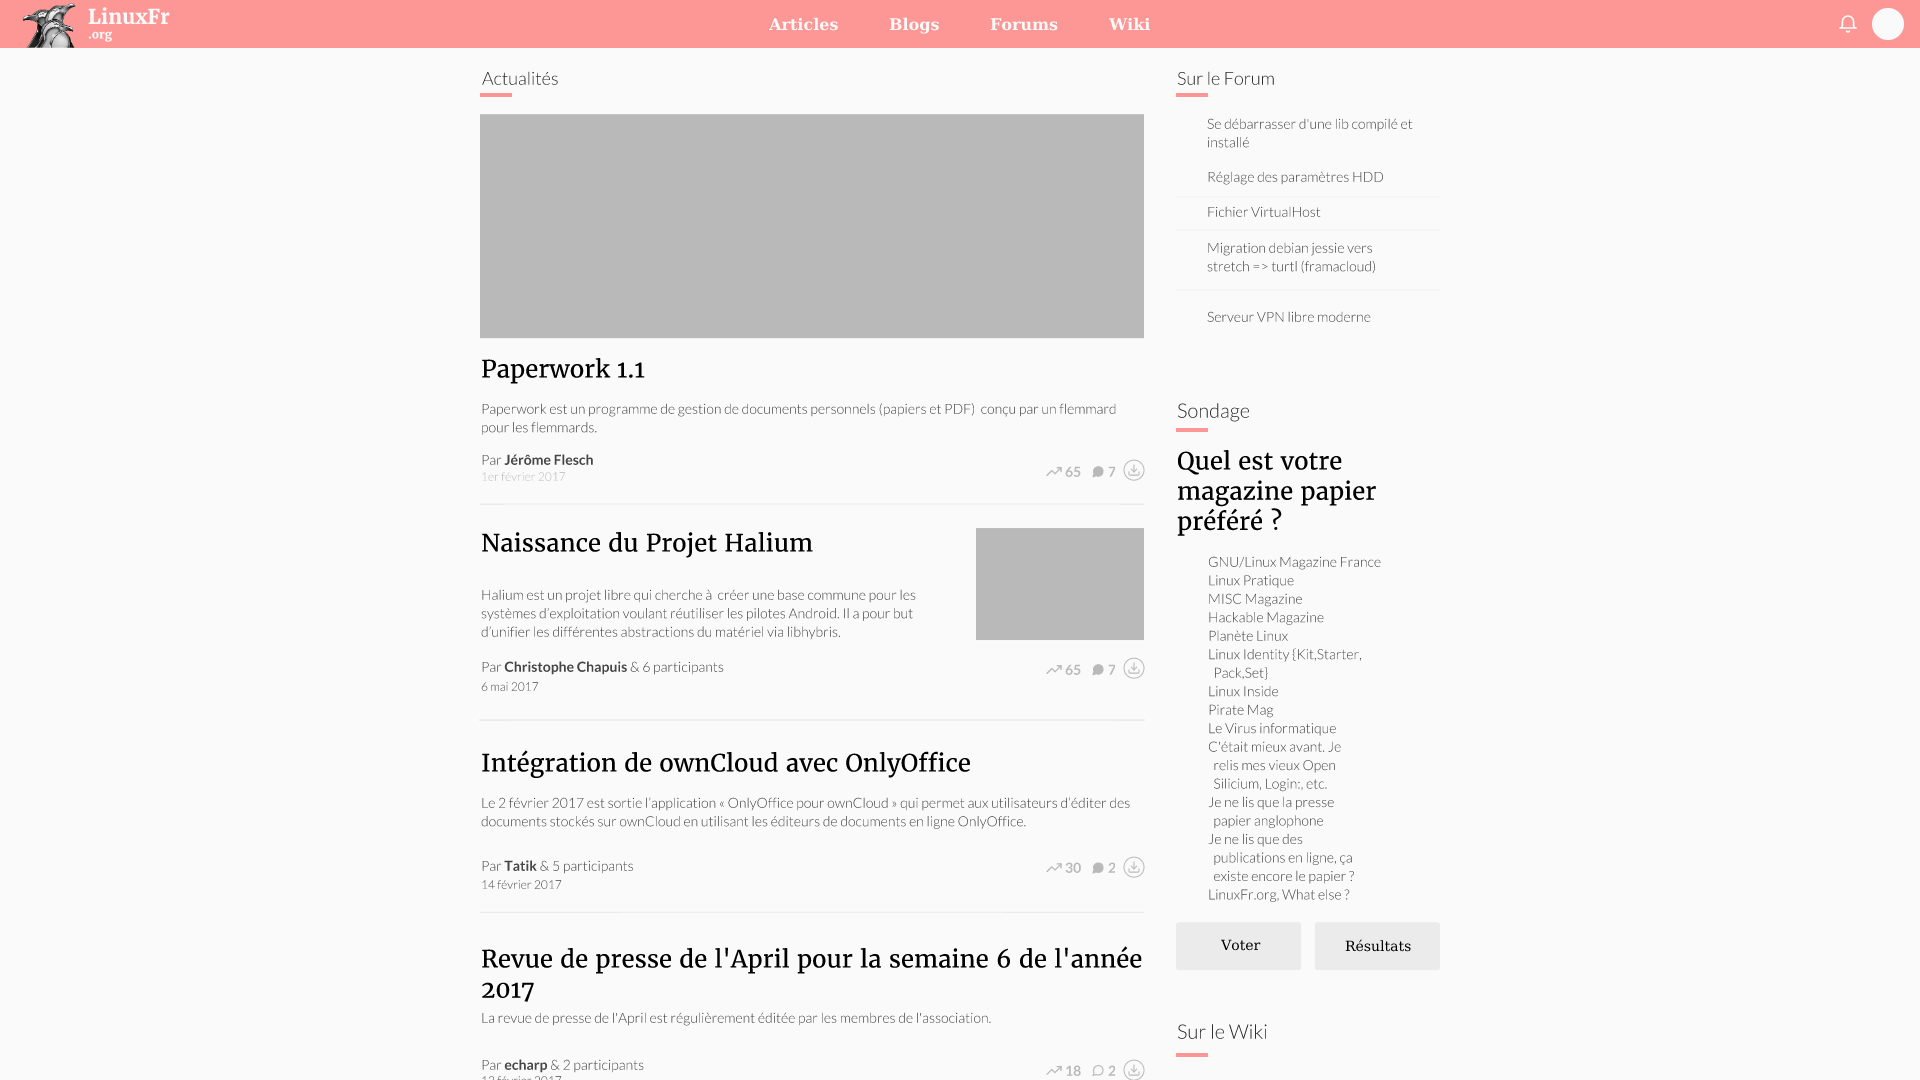 LinuxFr
.org
Articles
Blogs
Forums
Wiki
Actualités
Paperwork 1.1
Paperwork est un programme de gestion de documents personnels (papiers et PDF) conçu par un flemmard
pour les flemmards.
Par Jérôme Flesch
1er février 2017
65
7
Naissance du Projet Halium
Halium est un projet libre qui cherche à créer une base commune pour les
systèmes d’exploitation voulant réutiliser les pilotes Android. Il a pour but
d’unifier les différentes abstractions du matériel via libhybris.
Par Christophe Chapuis & 6 participants
6 mai 2017
65
7
Intégration de ownCloud avec OnlyOffice
Le 2 février 2017 est sortie l’application « OnlyOffice pour ownCloud » qui permet aux utilisateurs d’éditer des
documents stockés sur ownCloud en utilisant les éditeurs de documents en ligne OnlyOffice.
Par Tatik & 5 participants
14 février 2017
30
2
Revue de presse de l'April pour la semaine 6 de l'année
2017
La revue de presse de l'April est régulièrement éditée par les membres de l'association.
Par echarp & 2 participants
18
2
Sur le Forum
Se débarrasser d'une lib compilé et
installé
Réglage des paramètres HDD
Fichier VirtualHost
Migration debian jessie vers
stretch => turtl (framacloud)
Serveur VPN libre moderne
Sondage
Quel est votre
magazine papier
préféré ?
GNU/Linux Magazine France
Linux Pratique
MISC Magazine
Hackable Magazine
Planète Linux
Linux Identity {Kit,Starter,
Pack,Set}
Linux Inside
Pirate Mag
Le Virus informatique
C'était mieux avant. Je
relis mes vieux Open
Silicium, Login:, etc.
Je ne lis que la presse
papier anglophone
Je ne lis que des
publications en ligne, ça
existe encore le papier ?
LinuxFr.org, What else ?
Voter
Résultats
Sur le Wiki